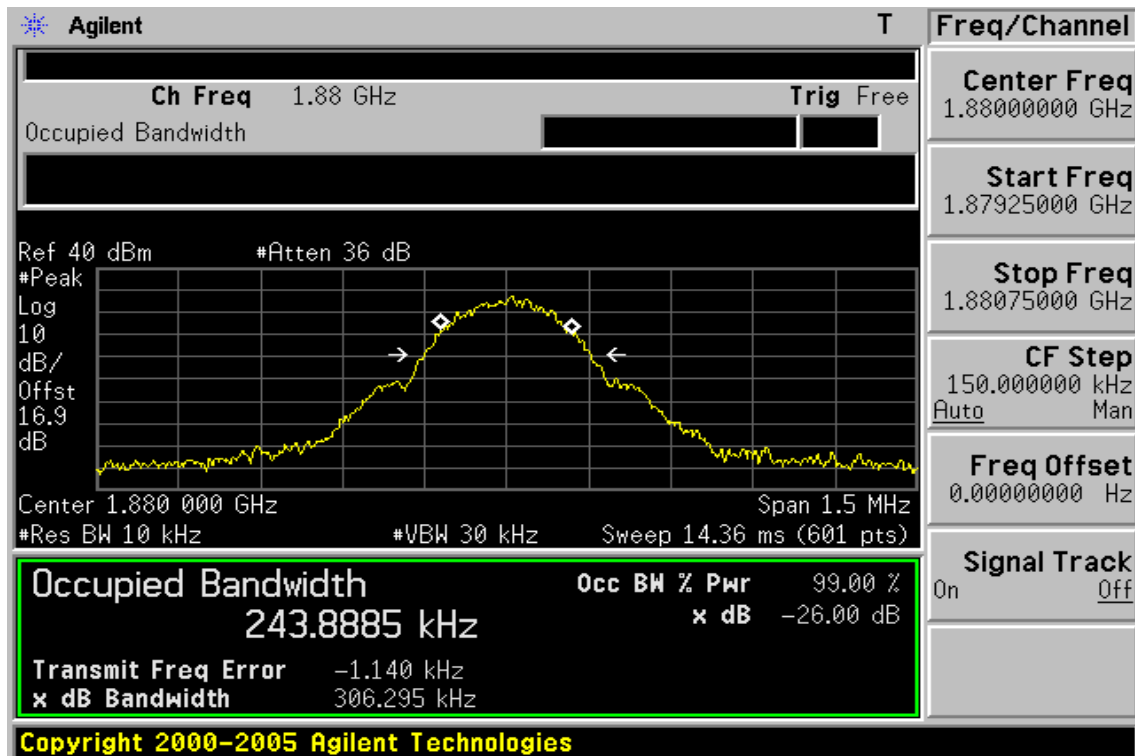 Agilent T
Ch Freq 1.88 GHz Trig Free
Occupied Bandwidth
Ref 40 dBm #Atten 36 dB
#Peak
Log
10
dB/
Offst
16.9
dB
Center 1.880 000 GHz Span 1.5 MHz
#Res BW 10 kHz #VBW 30 kHz Sweep 14.36 ms (601 pts)
Occupied Bandwidth Occ BW % Pwr 99.00 %
243.8885 kHz x dB -26.00 dB
Transmit Freq Error -1.140 kHz
x dB Bandwidth 306.295 kHz
Copyright 2000-2005 Agilent Technologies
Freq/Channel
Center Freq
1.88000000 GHz
Start Freq
1.87925000 GHz
Stop Freq
1.88075000 GHz
CF Step
150.000000 kHz
Auto Man
Freq Offset
0.00000000 Hz
Signal Track
On Off